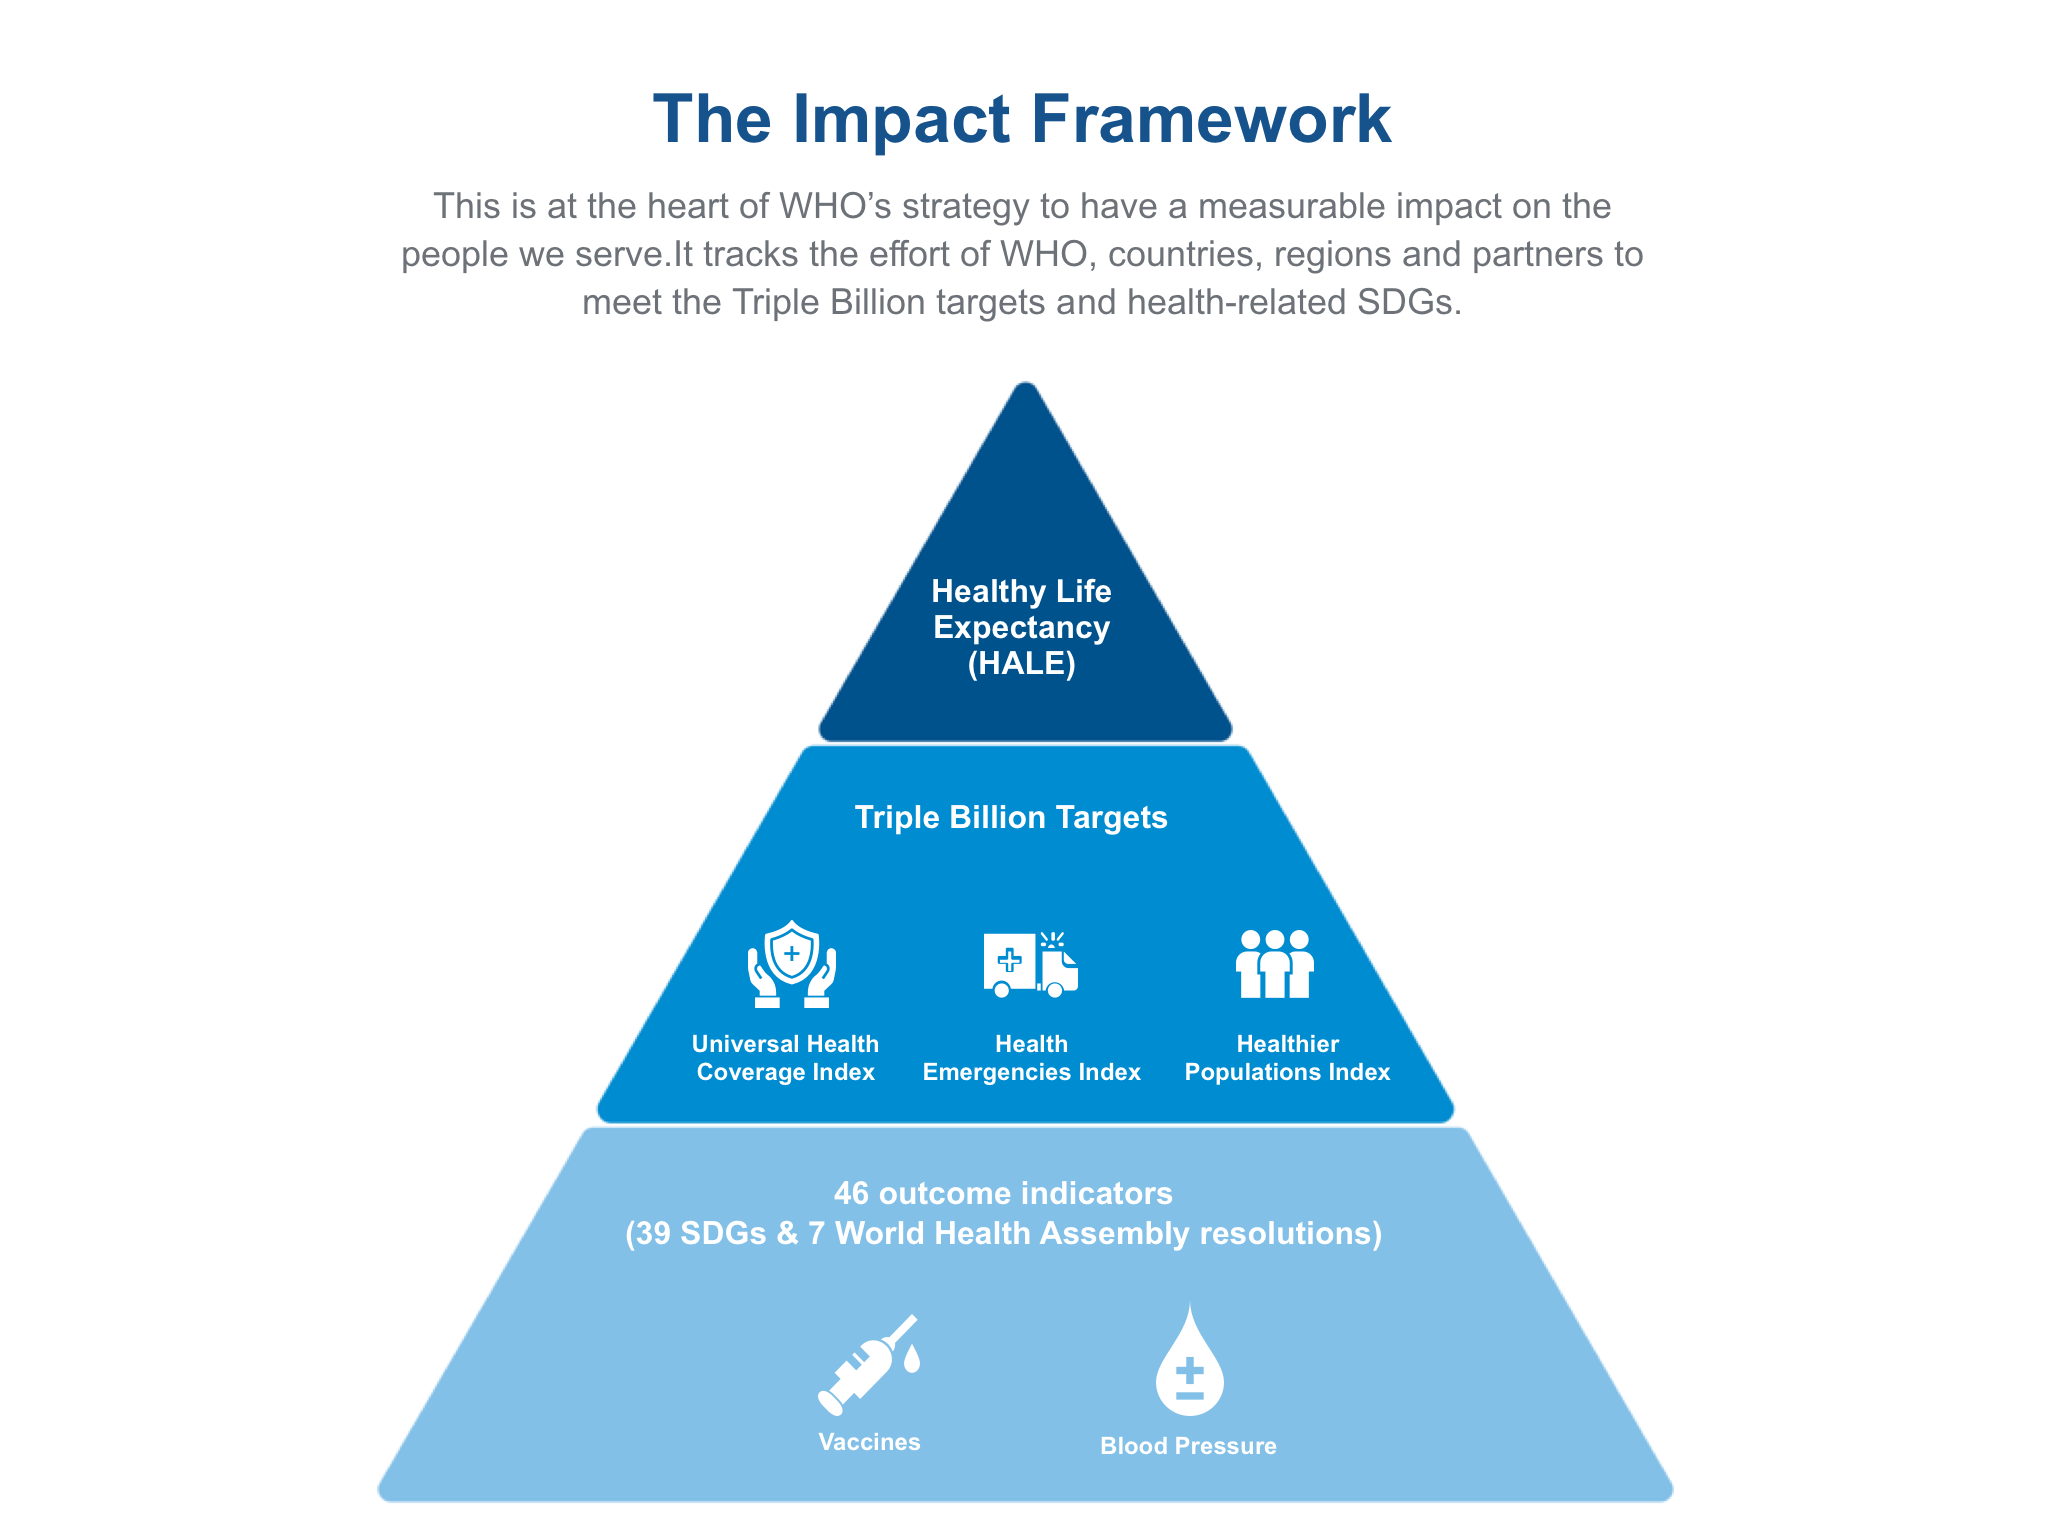 The Impact Framework
This is at the heart of WHO’s strategy to have a measurable impact on the
people we serve.It tracks the effort of WHO, countries, regions and partners to
meet the Triple Billion targets and health-related SDGs.
Healthy Life
Expectancy
(HALE)
Triple Billion Targets
Universal Health
Coverage Index
Health
Emergencies Index
Healthier
Populations Index
46 outcome indicators
(39 SDGs & 7 World Health Assembly resolutions)
Vaccines
Blood Pressure